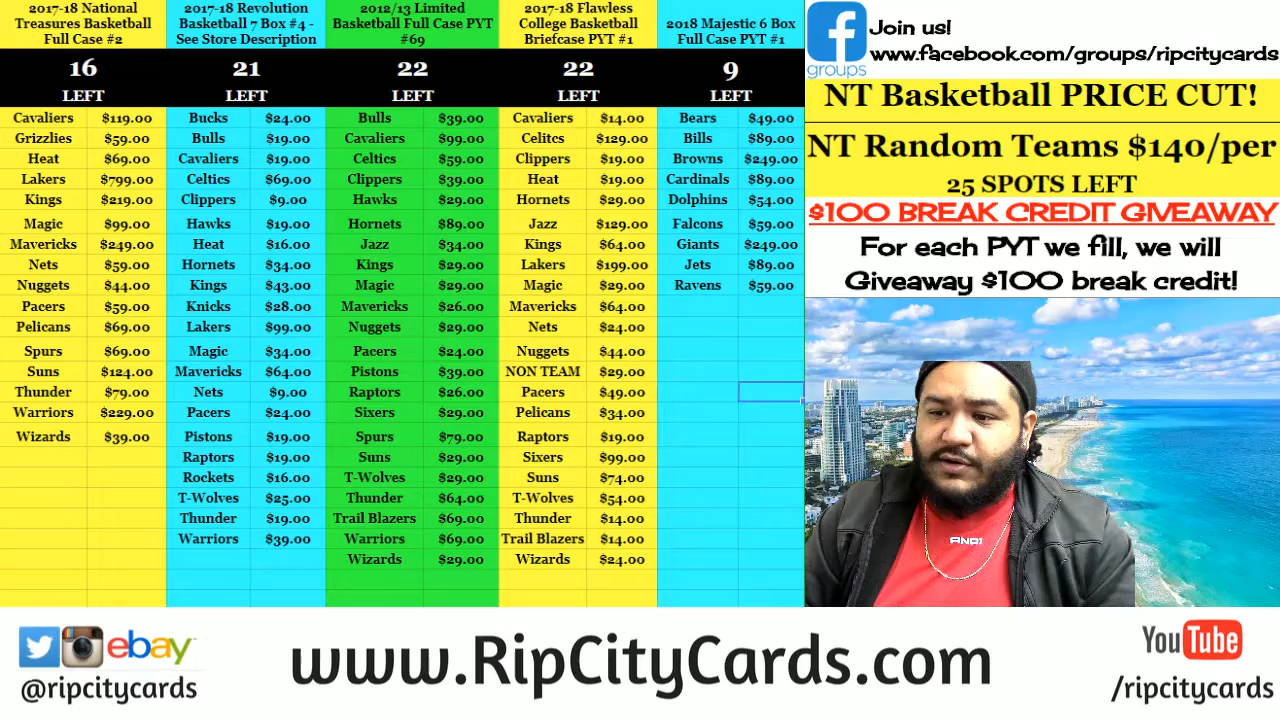 2017-18 National
Treasures Basketball
Full Case #2
16
LEFT
Cavaliers $119.00
Grizzlies $59.00
Heat $69.00
Lakers $799.00
Kings $219.00
Magic $99.00
Mavericks $249.00
Nets $59.00
Nuggets $44.00
Pacers $59.00
Pelicans $69.00
Spurs $69.00
Suns $124.00
Thunder $79.00
Warriors $229.00
Wizards $39.00
2017-18 Revolution
Basketball 7 Box #4 -
See Store Description
21
LEFT
Bucks $24.00
Bulls $19.00
Cavaliers $19.00
Celtics $69.00
Clippers $9.00
Hawks $19.00
Heat $16.00
Hornets $34.00
Kings $43.00
Knicks $28.00
Lakers $99.00
Magic $34.00
Mavericks $64.00
Nets $9.00
Pacers $24.00
Pistons $19.00
Raptors $19.00
Rockets $16.00
T-Wolves $25.00
Thunder $19.00
Warriors $39.00
2012/13 Limited
Basketball Full Case PYT
#69
22
LEFT
Bulls $39.00
Cavaliers $99.00
Celtics $59.00
Clippers $39.00
Hawks $29.00
Hornets $89.00
Jazz $34.00
Kings $29.00
Magic $29.00
Mavericks $26.00
Nuggets $29.00
Pacers $24.00
Pistons $39.00
Raptors $26.00
Sixers $29.00
Spurs $79.00
Suns $29.00
T-Wolves $29.00
Thunder $64.00
Trail Blazers $69.00
Warriors $69.00
Wizards $29.00
2017-18 Flawless
College Basketball
Briefcase PYT #1
22
LEFT
Cavaliers $14.00
Celitcs $129.00
Clippers $19.00
Heat $19.00
Hornets $29.00
Jazz $129.00
Kings $64.00
Lakers $199.00
Magic $29.00
Mavericks $64.00
Nets $24.00
Nuggets $44.00
NON TEAM $29.00
Pacers $49.00
Pelicans $34.00
Raptors $19.00
Sixers $99.00
Suns $74.00
T-Wolves $54.00
Thunder $14.00
Trail Blazers $14.00
Wizards $24.00
2018 Majestic 6 Box
Full Case PYT #1
9
LEFT
Bears $49.00
Bills $89.00
Browns $249.00
Cardinals $89.00
Dolphins $54.00
Falcons $59.00
Giants $249.00
Jets $89.00
Ravens $59.00
groups
Join us!
www.facebook.com/groups/ripcitycards
NT Basketball PRICE CUT!
NT Random Teams $140/per
25 SPOTS LEFT
$100 BREAK CREDIT GIVEAWAY
For each PYT we fill, we will
Giveaway $100 break credit!
AND1
ebay
@ripcitycards
www.RipCityCards.com
YouTube
/ripcitycards